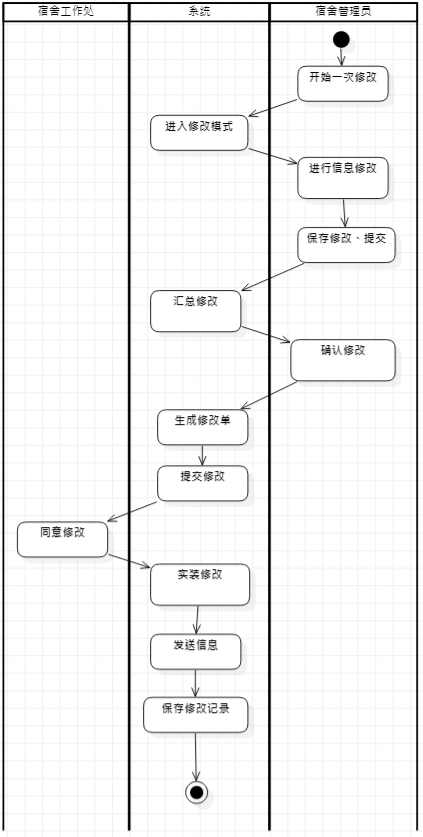 宿舍工作处
系统
宿舍管理员
开始一次修改
进入修改模式
进行信息修改
保存修改、提交
汇总修改
确认修改
生成修改单
提交修改
同意修改
实装修改
发送信息
保存修改记录